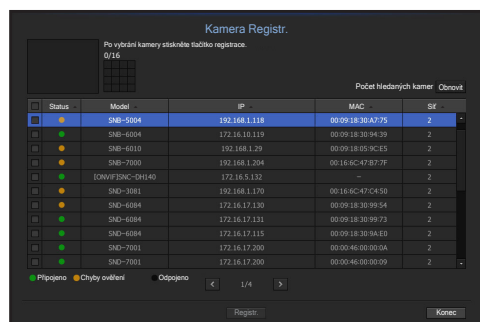 Kamera Registr.
Po vybrání kamery stiskněte tlačítko registrace.
0/16
Počet hledaných kamer Obnovit
Status Model IP MAC Síť
SNB-5004 192.168.1.118 00:09:18:30:A7:75 2
SNB-6004 172.16.10.119 00:09:18:30:94:39 2
SNB-6010 192.168.1.29 00:09:18:05:9C:E5 2
SNB-7000 192.168.1.204 00:16:6C:47:B7:7F 2
[ONVIF]SNC-DH140 172.16.5.132 - 2
SND-3081 192.168.1.170 00:16:6C:47:C4:50 2
SND-6084 172.16.17.130 00:09:18:30:99:54 2
SND-6084 172.16.17.131 00:09:18:30:99:73 2
SND-6084 172.16.17.115 00:09:18:30:9A:E0 2
SND-7001 172.16.17.200 00:00:46:00:00:0A 2
SND-7001 172.16.17.200 00:00:46:00:00:09 2
Připojeno Chyby ověření Odpojeno
< 1/4 >
Registr. Konec